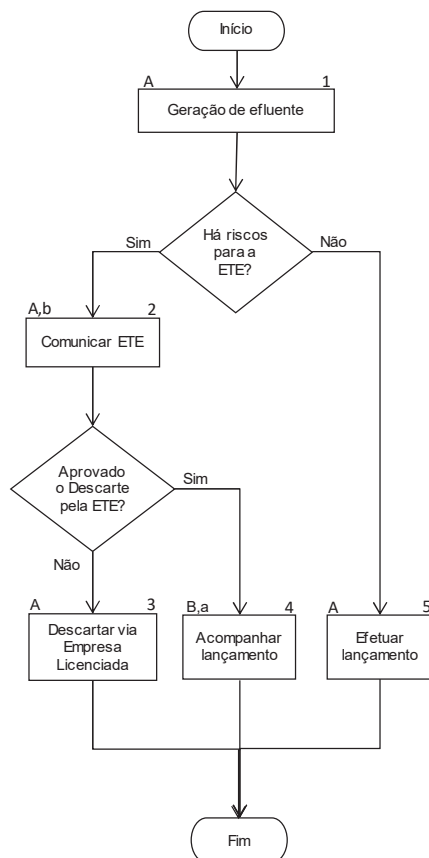 Início
A 1
Geração de efluente
Há riscos
para a
ETE?
Sim
Não
A,b 2
Comunicar ETE
Aprovado
o Descarte
pela ETE?
Sim
Não
A 3
Descartar via
Empresa
Licenciada
B,a 4
Acompanhar
lançamento
A 5
Efetuar
lançamento
Fim